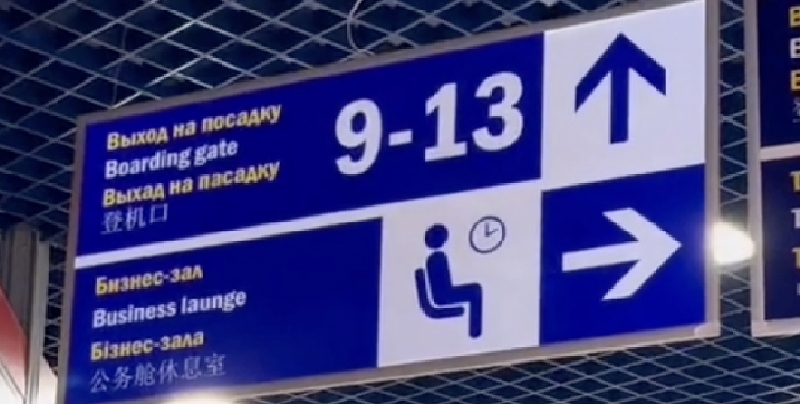 Выход на посадку
Boarding gate
Выхад на пасадку
登机口
9-13
Бизнес-зал
Business launge
Бізнес-зала
公务舱休息室